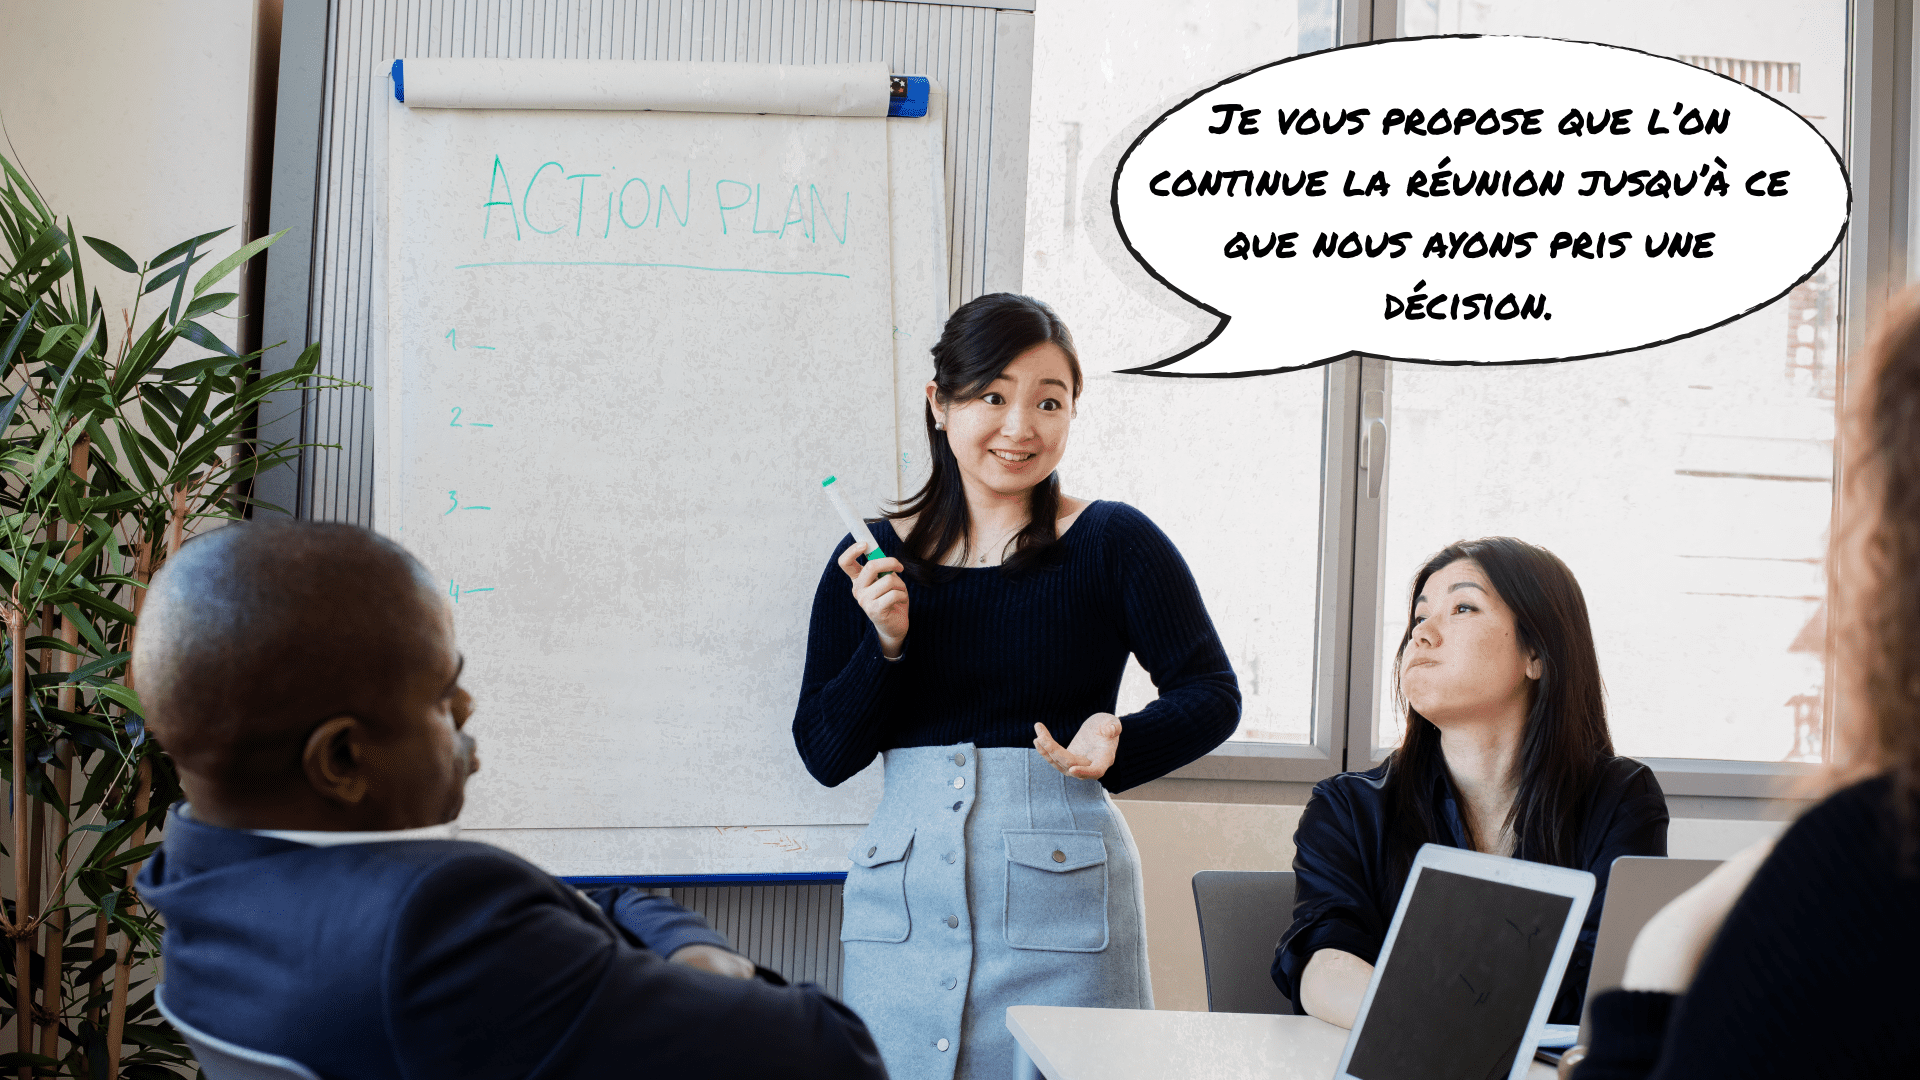 Je vous propose que l'on
continue la réunion jusqu'à ce
que nous ayons pris une
décision.
ACTION PLAN
1 —
2 —
3 —
4 —